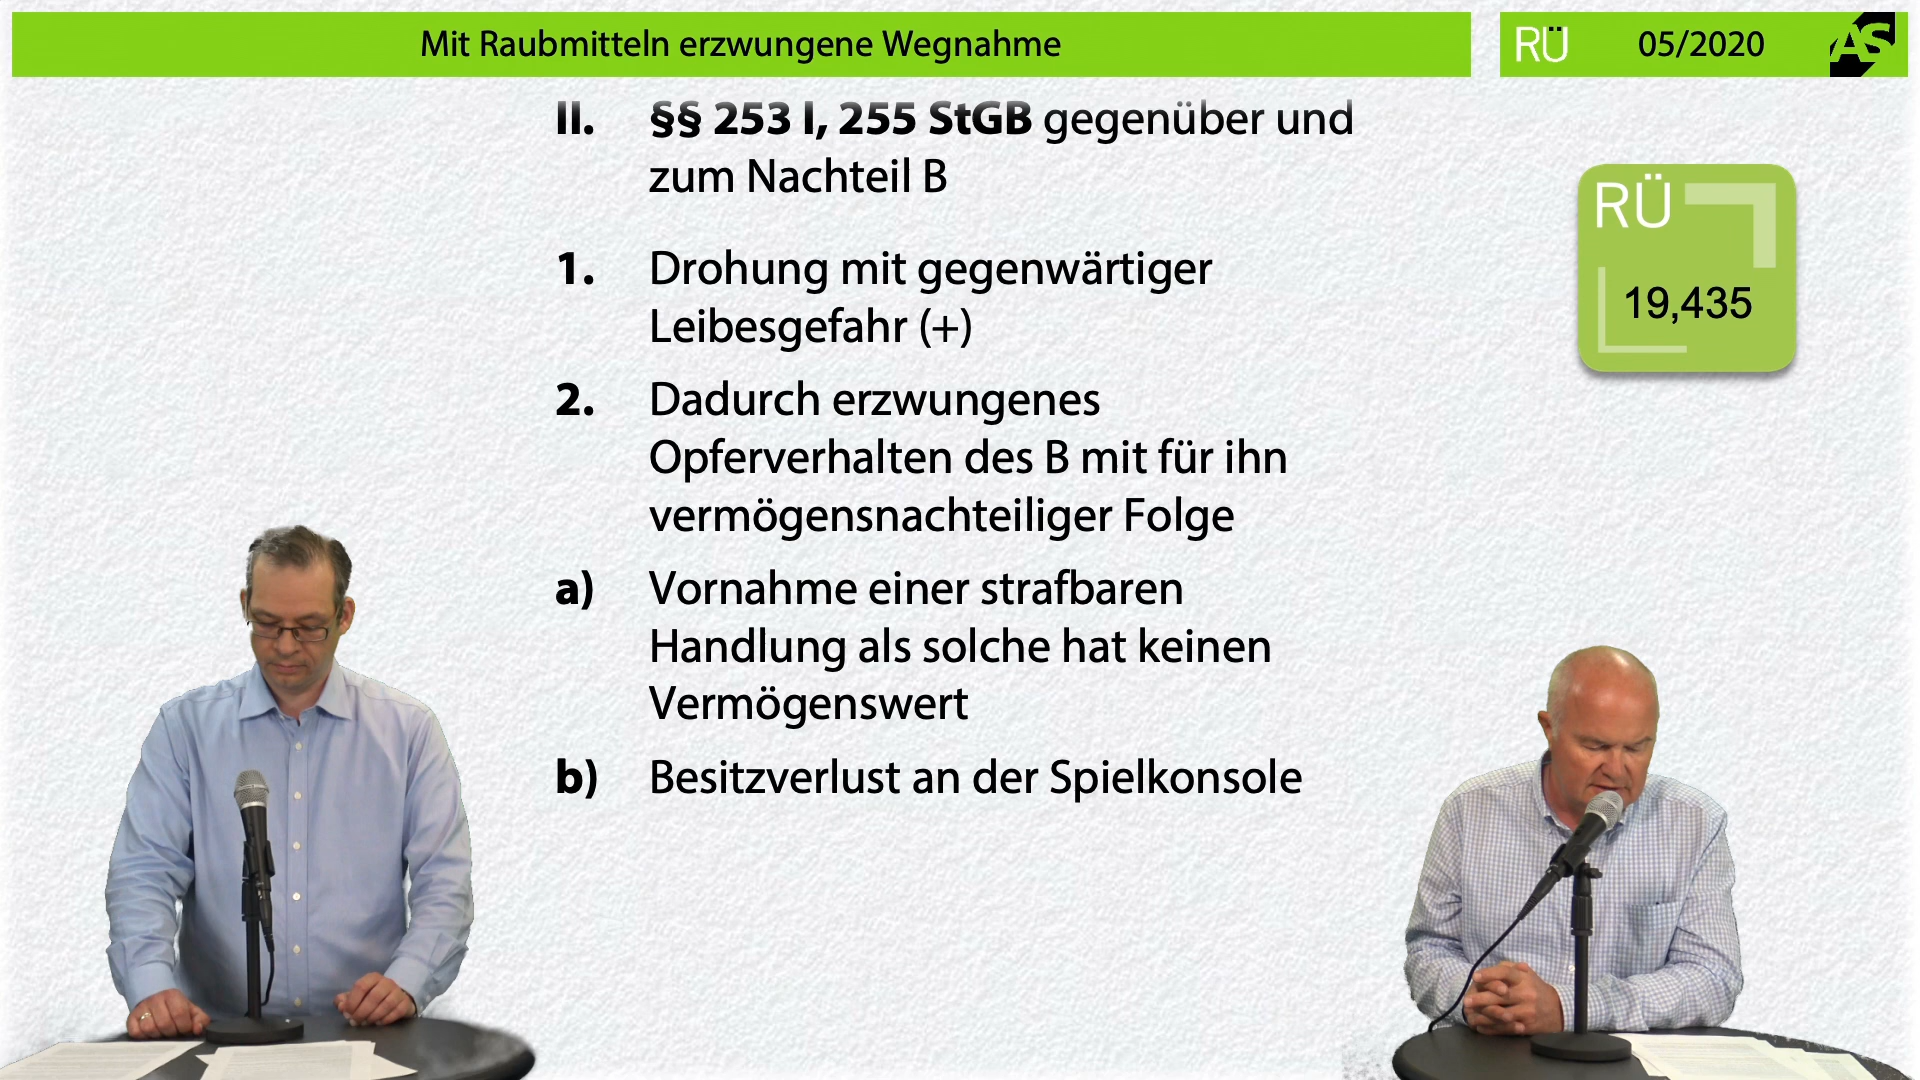 Mit Raubmitteln erzwungene Wegnahme
RÜ 05/2020 AS
II. §§ 253 I, 255 StGB gegenüber und
zum Nachteil B
1. Drohung mit gegenwärtiger
Leibesgefahr (+)
2. Dadurch erzwungenes
Opferverhalten des B mit für ihn
vermögensnachteiliger Folge
a) Vornahme einer strafbaren
Handlung als solche hat keinen
Vermögenswert
b) Besitzverlust an der Spielkonsole
RÜ
19,435